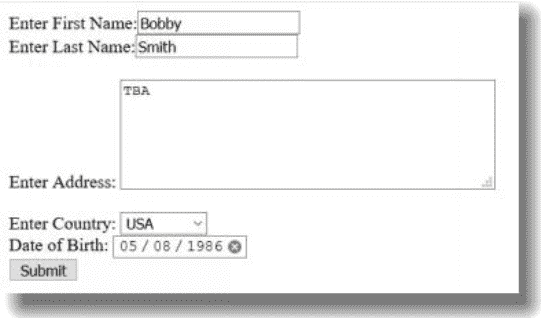 Enter First Name: Bobby
Enter Last Name: Smith
TBA
Enter Address:
Enter Country: USA
Date of Birth: 05 / 08 / 1986
Submit